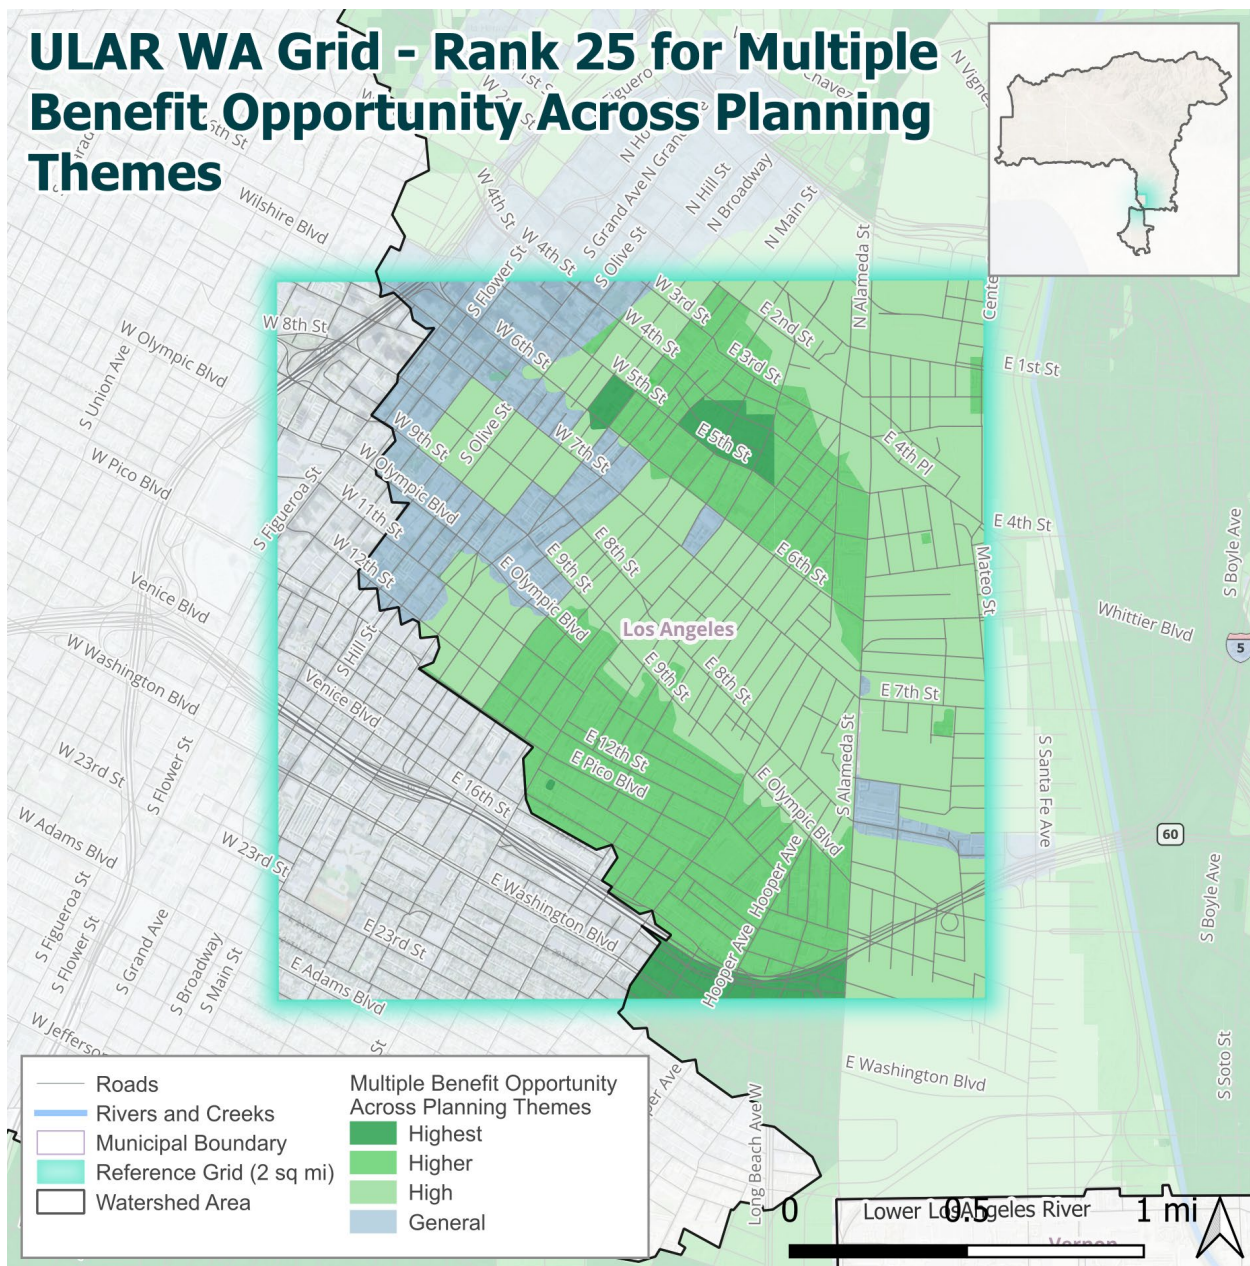 ULAR WA Grid - Rank 25 for Multiple
Benefit Opportunity Across Planning
Themes
Wilshire Blvd
W 4th St
W 4th St
S Flower St
S Grand Ave
N Grand
S Olive St
N Hill St
N Broadway
N Main St
N Alameda St
W 8th St
W Olympic Blvd
S Union Ave
W Pico Blvd
S Figueroa St
W 6th St
W 3rd St
W 4th St
W 5th St
E 2nd St
E 3rd St
E 1st St
W 9th St
S Olive St
W 7th St
E 5th St
E 4th Pl
W Olympic Blvd
W 11th St
W 12th St
E 4th St
E 8th St
E 9th St
E 6th St
E Olympic Blvd
Mateo St
S Boyle Ave
Whittier Blvd
5
Venice Blvd
Los Angeles
W Washington Blvd
S Hill St
Venice Blvd
E 9th St
E 8th St
E 7th St
W 23rd St
S Flower St
E 12th St
E Pico Blvd
E 16th St
E Olympic Blvd
S Alameda St
S Santa Fe Ave
60
W Adams Blvd
W 23rd St
Hooper Ave
E Washington Blvd
S Boyle Ave
S Figueroa St
S Flower St
S Grand Ave
S Broadway
S Main St
E 23rd St
E Adams Blvd
Hooper Ave
E Washington Blvd
S Soto St
Long Beach Ave W
Roads
Rivers and Creeks
Municipal Boundary
Reference Grid (2 sq mi)
Watershed Area
Multiple Benefit Opportunity
Across Planning Themes
Highest
Higher
High
General
Lower Los Angeles River
0 0.5 1 mi
Vernon